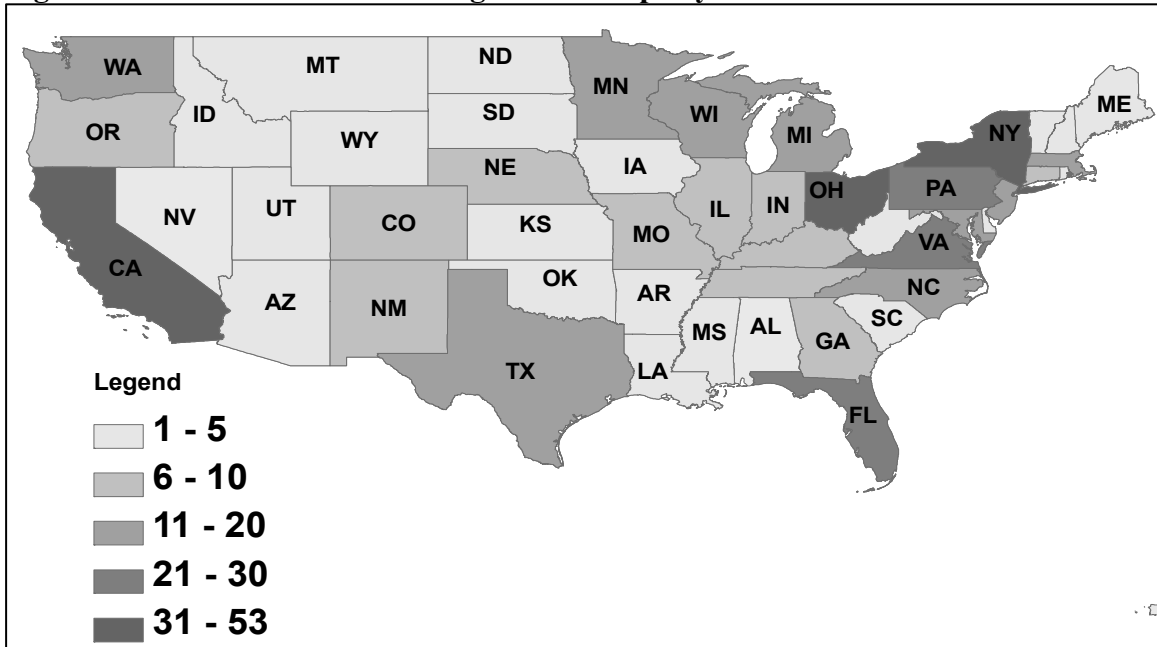 WA
MT
ND
MN
ME
ID
SD
WI
OR
WY
MI
NY
IA
NE
OH
PA
NV
UT
IL
IN
CO
KS
MO
VA
CA
OK
NC
AZ
NM
AR
SC
MS
AL
GA
TX
LA
FL
Legend
1 - 5
6 - 10
11 - 20
21 - 30
31 - 53